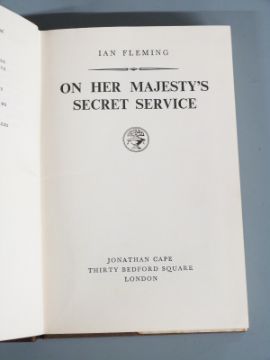 IAN FLEMING
ON HER MAJESTY'S
SECRET SERVICE
JONATHAN CAPE
THIRTY BEDFORD SQUARE
LONDON